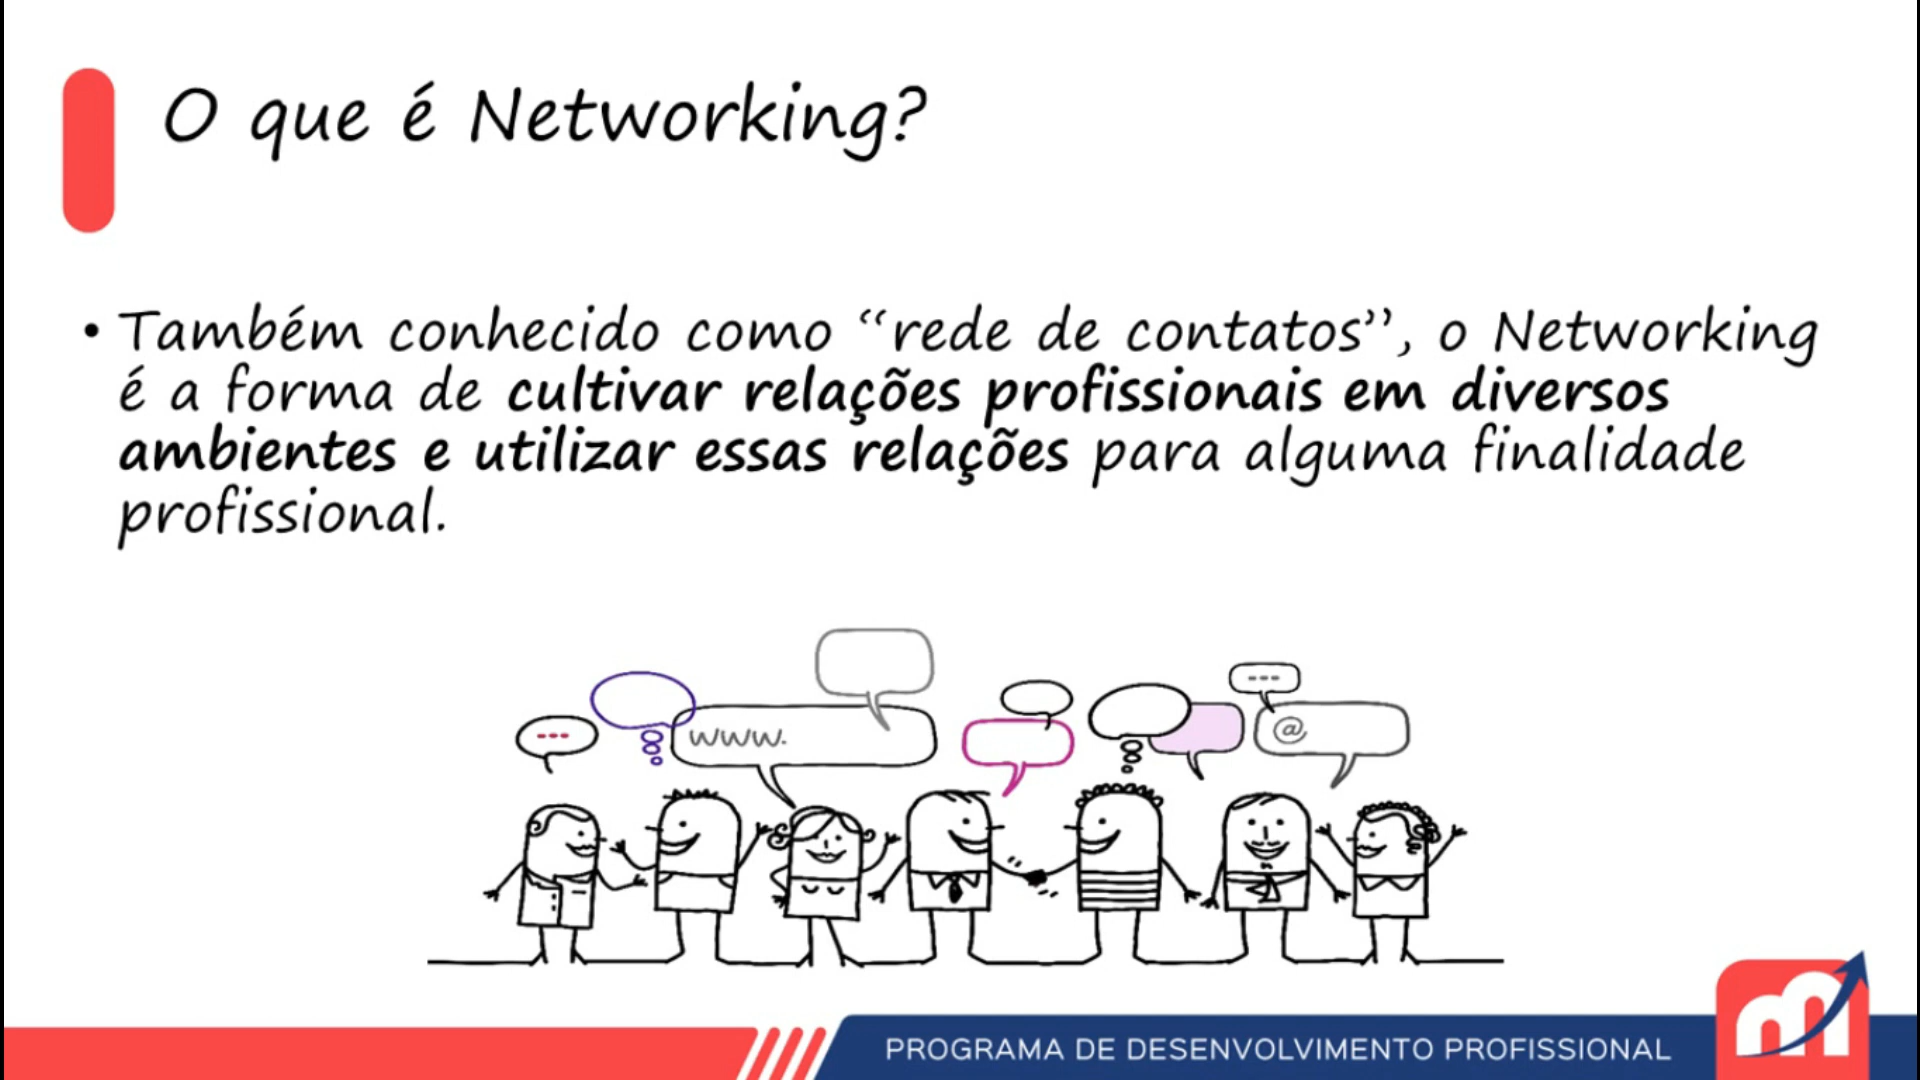 O que é Networking?
• Também conhecido como “rede de contatos”, o Networking
é a forma de cultivar relações profissionais em diversos
ambientes e utilizar essas relações para alguma finalidade
profissional.
www.
@
PROGRAMA DE DESENVOLVIMENTO PROFISSIONAL